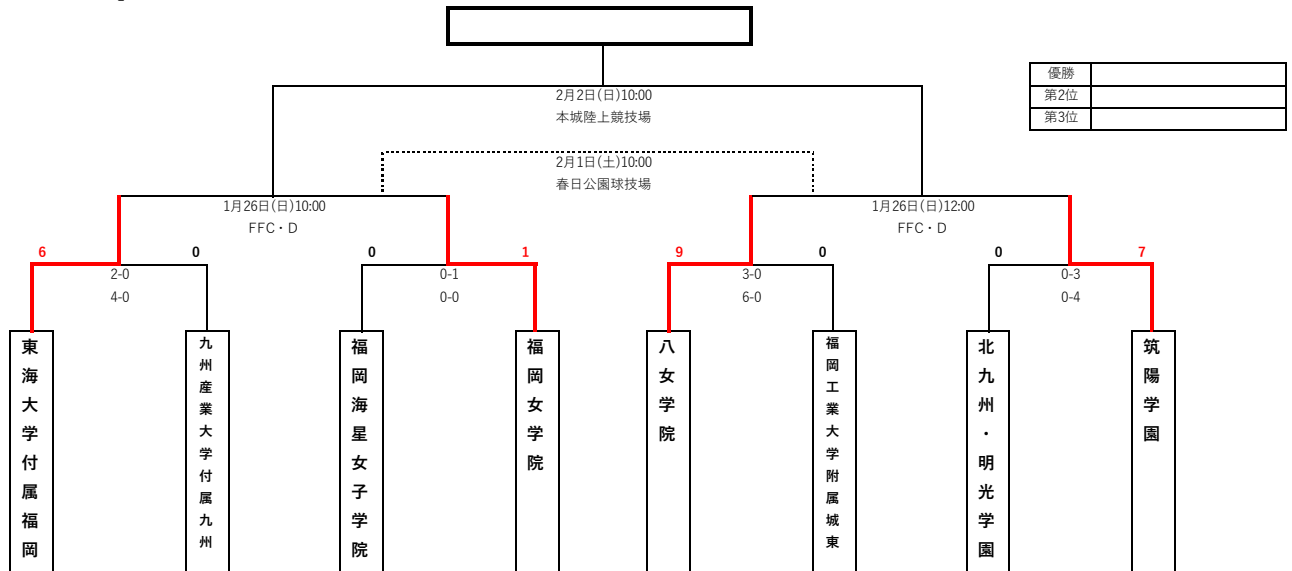 優勝
第2位
第3位
2月2日(日)10:00
本城陸上競技場
2月1日(土)10:00
春日公園球技場
1月26日(日)10:00
FFC・D
1月26日(日)12:00
FFC・D
6
0
0
1
9
0
0
7
2-0
4-0
0-1
0-0
3-0
6-0
0-3
0-4
東海大学付属福岡
九州産業大学付属九州
福岡海星女子学院
福岡女学院
八女学院
福岡工業大学附属城東
北九州・明光学園
筑陽学園